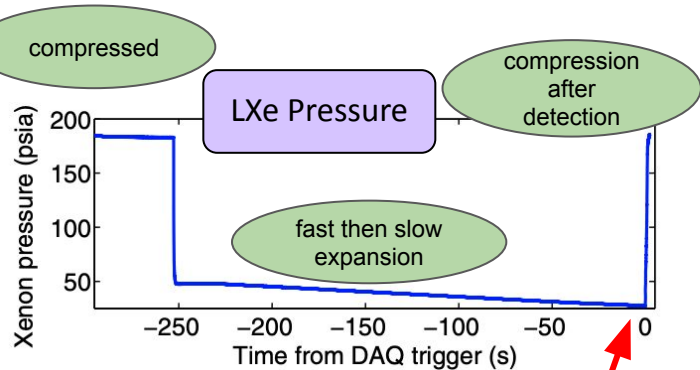 compressed
LXe Pressure
compression
after
detection
fast then slow
expansion
Xenon pressure (psia)
200
150
100
50
−250
−200
−150
−100
−50
0
Time from DAQ trigger (s)